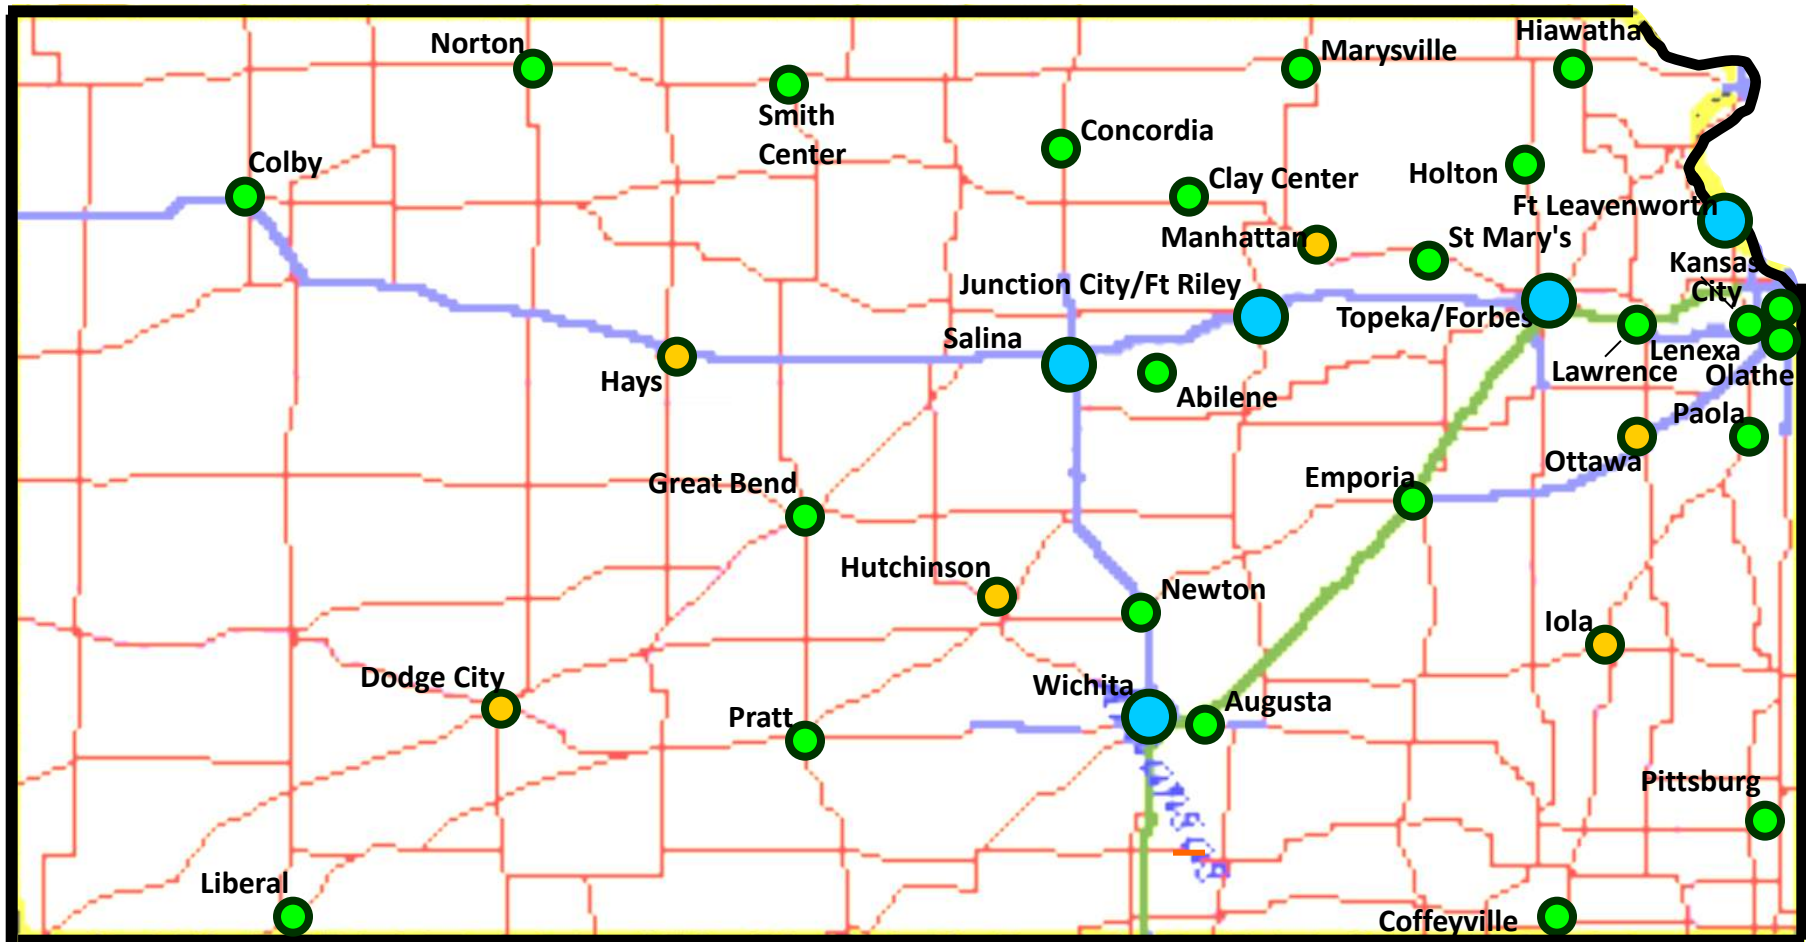 Hiawatha
Norton
Marysville
Smith
Center
Concordia
Colby
Holton
Clay Center
Ft Leavenworth
Manhattan
St Mary's
Kansas
City
Junction City/Ft Riley
Topeka/Forbes
Salina
Lenexa
Lawrence
Olathe
Hays
Abilene
Paola
Ottawa
Great Bend
Emporia
Hutchinson
Newton
Iola
Dodge City
Wichita
Augusta
Pratt
Pittsburg
Liberal
Coffeyville